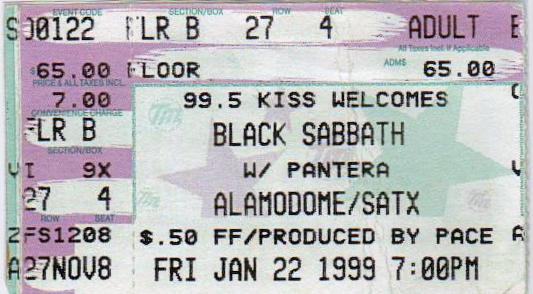 EVENT CODE SECTION/BOX ROW SEAT
S00122 FLR B 27 4 ADULT E
All Taxes Incl. if Applicable
$ 65.00 FLOOR ADMS 65.00
PRICE & ALL TAXES INCL.
7.00 99.5 KISS WELCOMES C
CONVENIENCE CHARGE
FLR B BLACK SABBATH
SECTION/BOX
VI 9X W/ PANTERA V
27 4 ALAMODOME/SATX
ROW SEAT
ZFS1208 $.50 FF/PRODUCED BY PACE A
A27NOV8 FRI JAN 22 1999 7:00PM